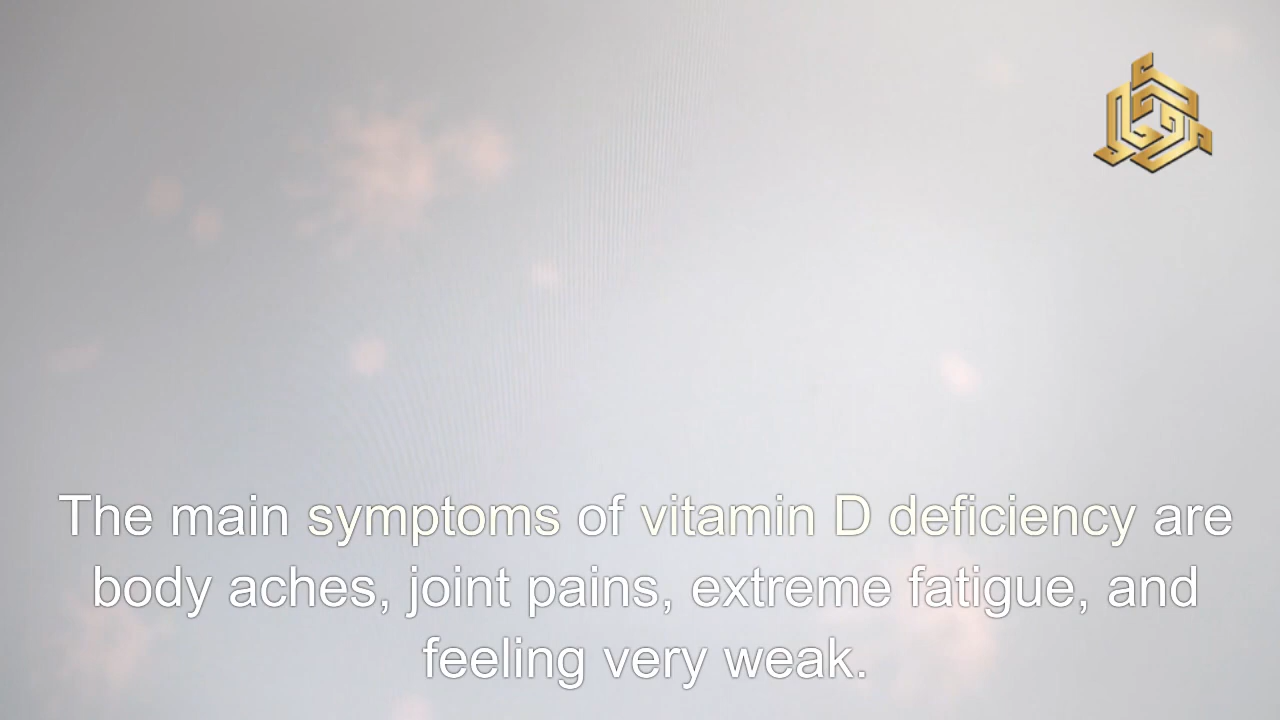 The main symptoms of vitamin D deficiency are
body aches, joint pains, extreme fatigue, and
feeling very weak.